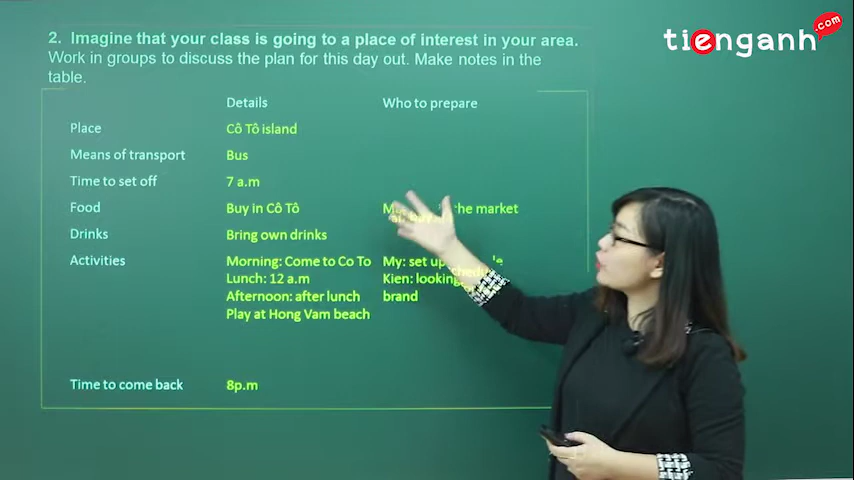 tienganh.com
2. Imagine that your class is going to a place of interest in your area.
Work in groups to discuss the plan for this day out. Make notes in the
table.
Details Who to prepare
Place Cô Tô island
Means of transport Bus
Time to set off 7 a.m
Food Buy in Cô Tô the market
Drinks Bring own drinks
Activities Morning: Come to Co To My: set up
Lunch: 12 a.m Kien: looking
Afternoon: after lunch brand
Play at Hong Vam beach
Time to come back 8p.m